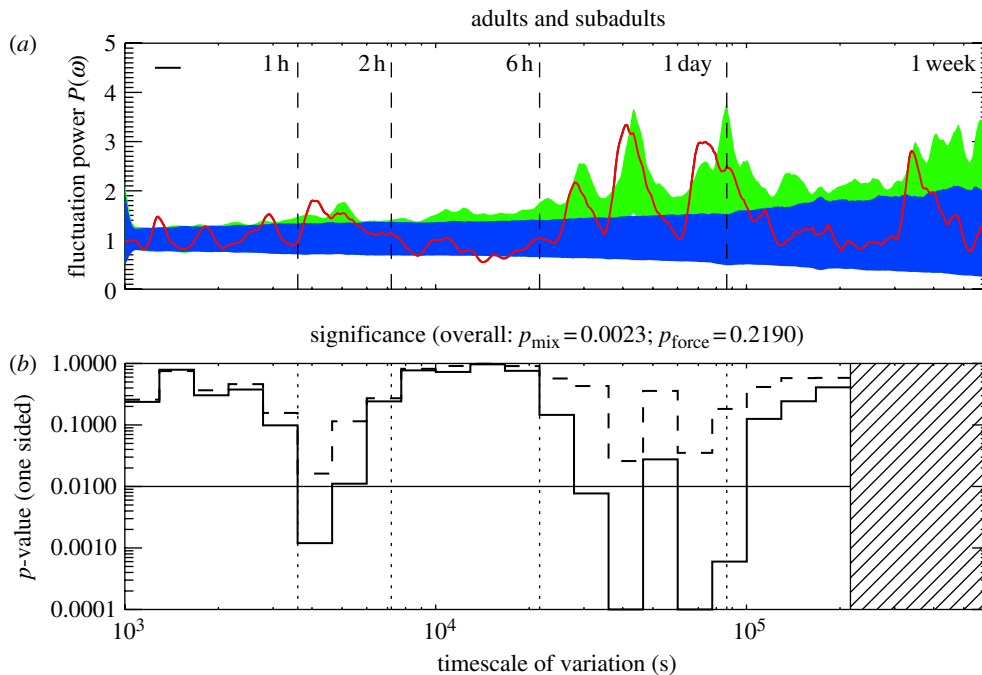 adults and subadults
(a)
5
4
3
2
1
0
fluctuation power P(ω)
1 h
2 h
6 h
1 day
1 week
significance (overall: p_mix = 0.0023; p_force = 0.2190)
(b)
1.0000
0.1000
0.0100
0.0010
0.0001
p-value (one sided)
10³
10⁴
10⁵
timescale of variation (s)